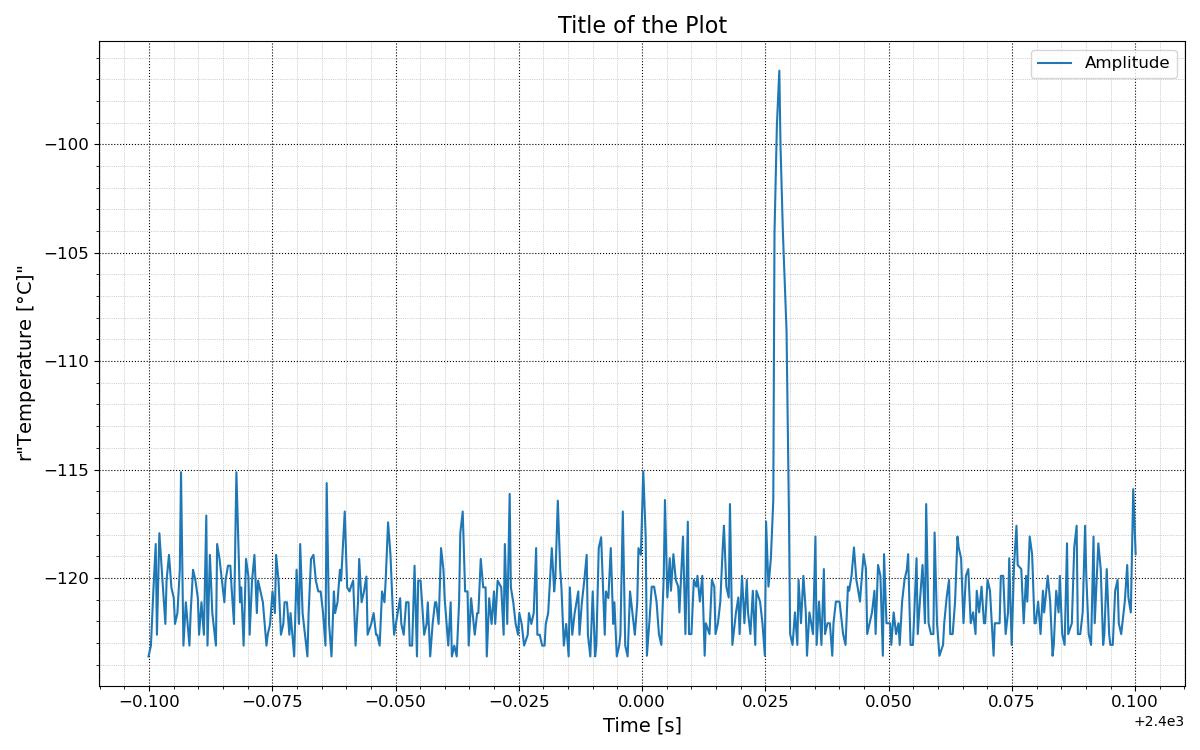 Title of the Plot
Amplitude
−100
−105
−110
−115
−120
r"Temperature [°C]"
−0.100 −0.075 −0.050 −0.025 0.000 0.025 0.050 0.075 0.100
+2.4e3
Time [s]